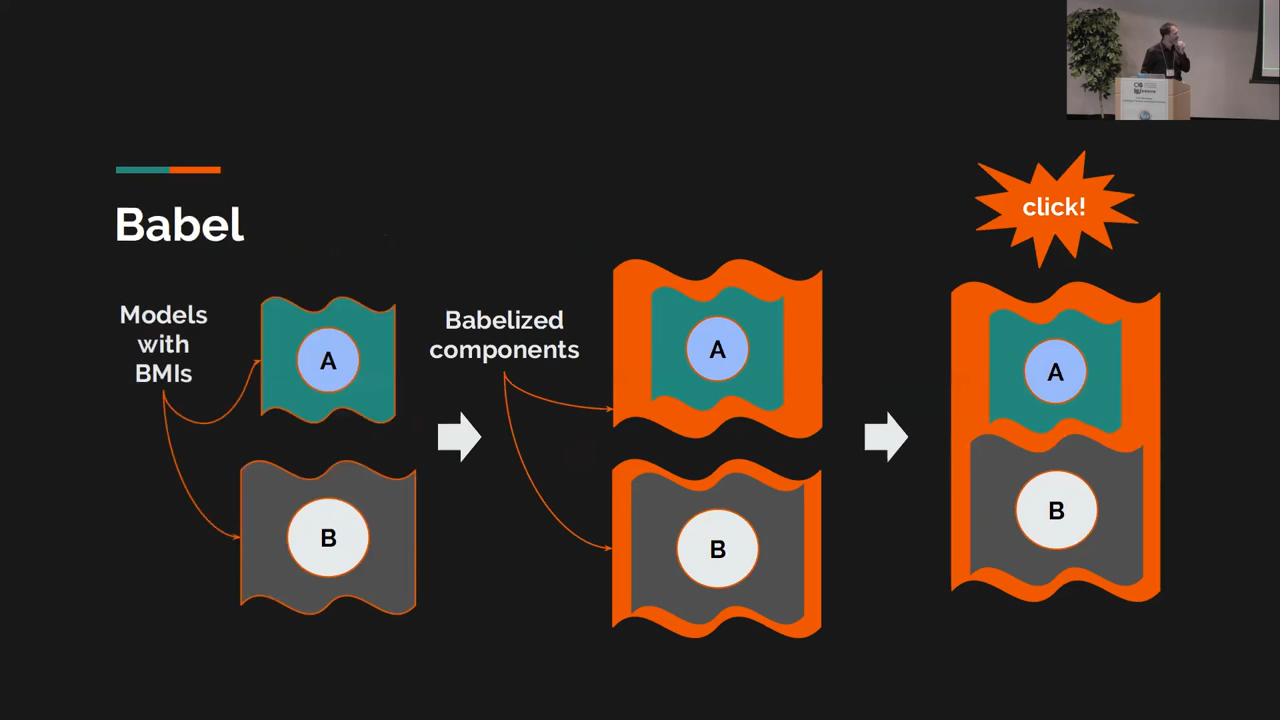 Babel
Models
with
BMIs
A
B
Babelized
components
A
B
click!
A
B